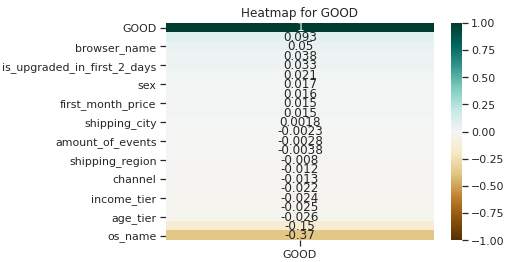 Heatmap for GOOD
GOOD
browser_name
is_upgraded_in_first_2_days
sex
first_month_price
shipping_city
amount_of_events
shipping_region
channel
income_tier
age_tier
os_name
1
0.093
0.05
0.038
0.033
0.021
0.017
0.016
0.015
0.015
0.0018
-0.0023
-0.0028
-0.0038
-0.008
-0.012
-0.013
-0.022
-0.024
-0.025
-0.026
-0.15
-0.37
GOOD
1.00
0.75
0.50
0.25
0.00
−0.25
−0.50
−0.75
−1.00